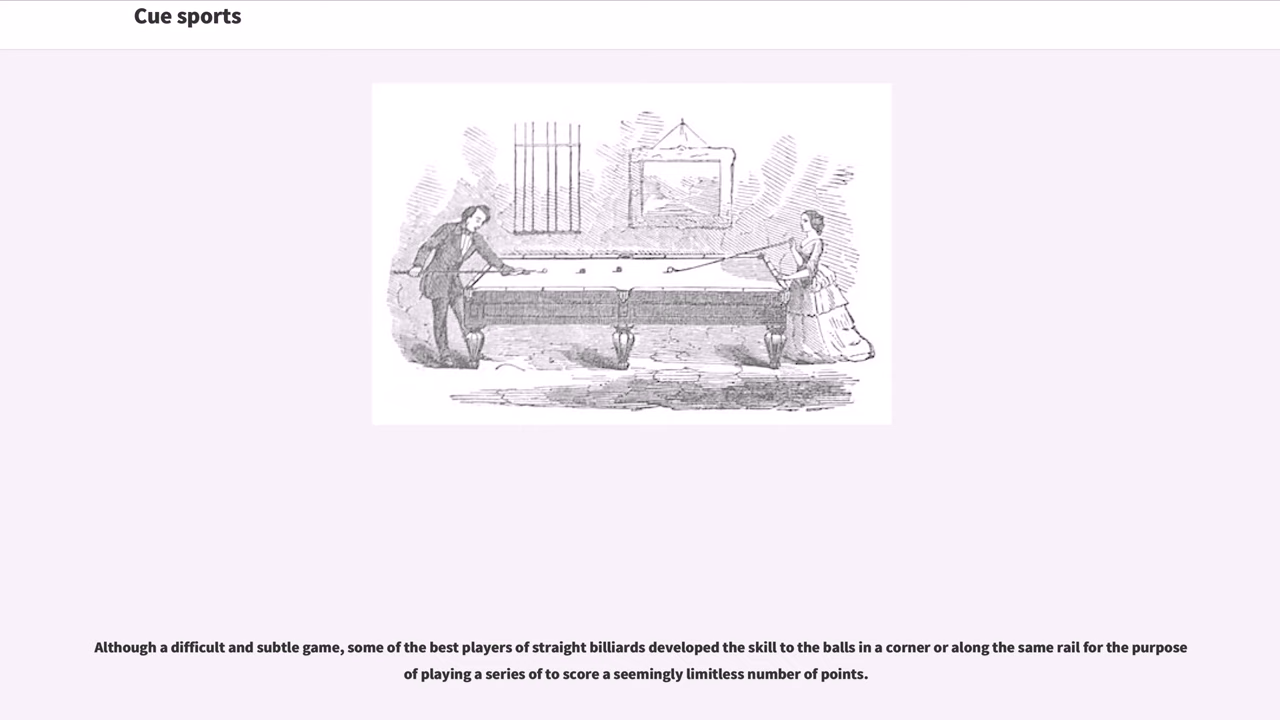 Cue sports
Although a difficult and subtle game, some of the best players of straight billiards developed the skill to the balls in a corner or along the same rail for the purpose
of playing a series of to score a seemingly limitless number of points.